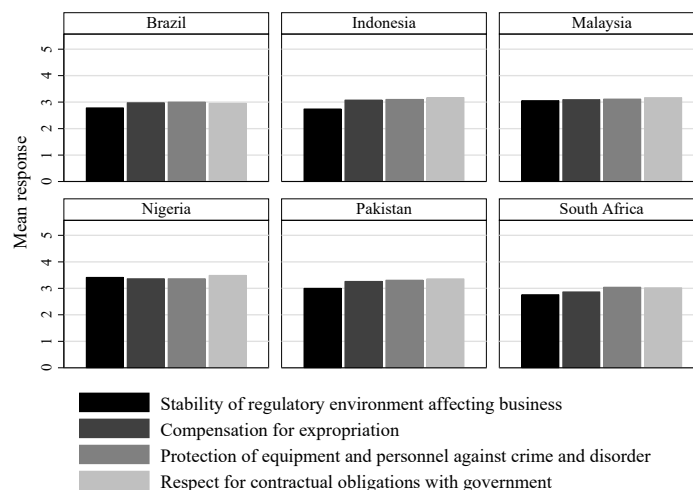 Brazil Indonesia Malaysia
5
4
3
2
1
0
Nigeria Pakistan South Africa
5
4
3
2
1
0
Mean response
Stability of regulatory environment affecting business
Compensation for expropriation
Protection of equipment and personnel against crime and disorder
Respect for contractual obligations with government